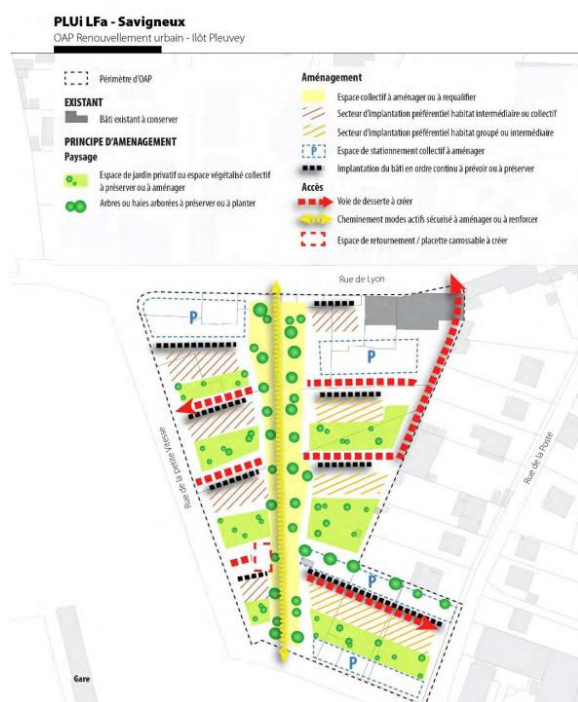 PLUi LFa - Savigneux
OAP Renouvellement urbain - Ilôt Pleuvey
Périmètre d'OAP
EXISTANT
Bâti existant à conserver
PRINCIPE D'AMENAGEMENT
Paysage
Espace de jardin privatif ou espace végétalisé collectif
à préserver ou à aménager
Arbres ou haies arborées à préserver ou à planter
Aménagement
Espace collectif à aménager ou à requalifier
Secteur d'implantation préférentiel habitat intermédiaire ou collectif
Secteur d'implantation préférentiel habitat groupé ou intermédiaire
P
Espace de stationnement collectif à aménager
Implantation du bâti en ordre continu à prévoir ou à préserver
Accès
Voie de desserte à créer
Cheminement modes actifs sécurisé à aménager ou à renforcer
Espace de retournement / placette carrossable à créer
Rue de Lyon
P
P
Rue de la petite Vitesse
Rue de la Poste
P
P
Gare